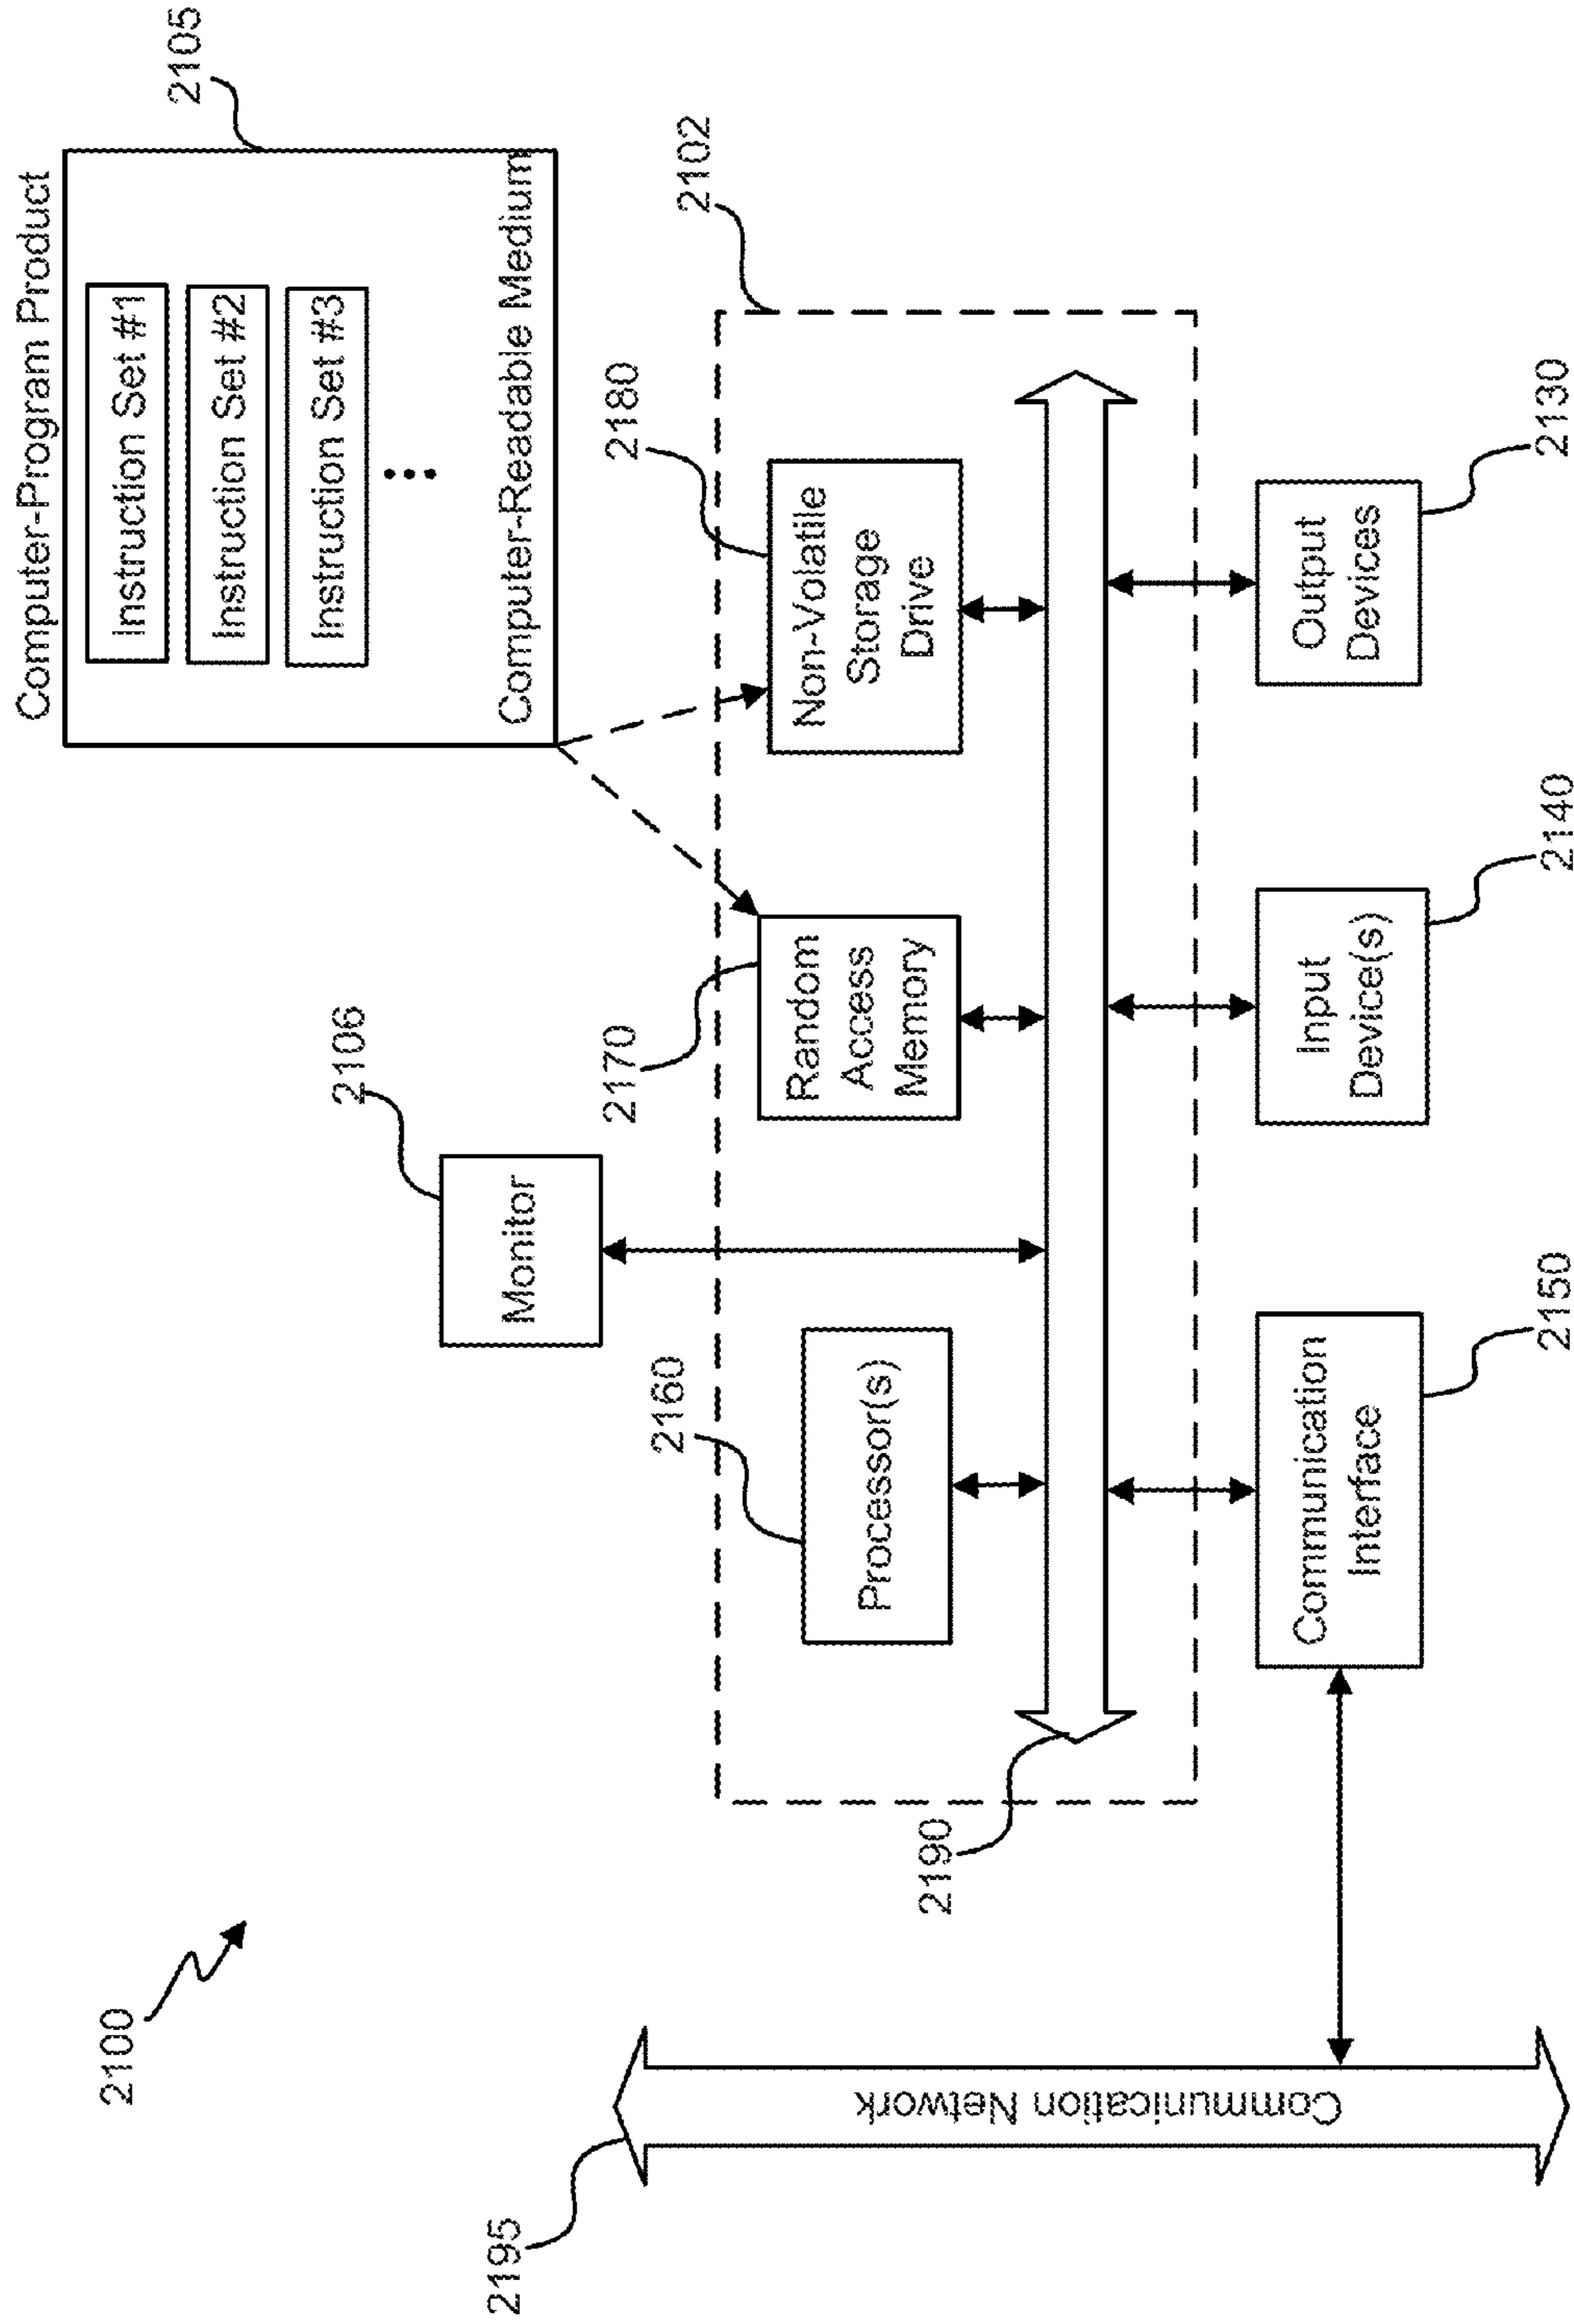 Computer-Program Product
2105
Instruction Set #1
Instruction Set #2
Instruction Set #3
Computer-Readable Medium
2100
2106
Monitor
2102
2160
2170
2180
Processor(s)
Random
Access
Memory
Non-Volatile
Storage
Drive
2190
2195
Communication Network
Communication
Interface
2150
Input
Device(s)
2140
Output
Devices
2130